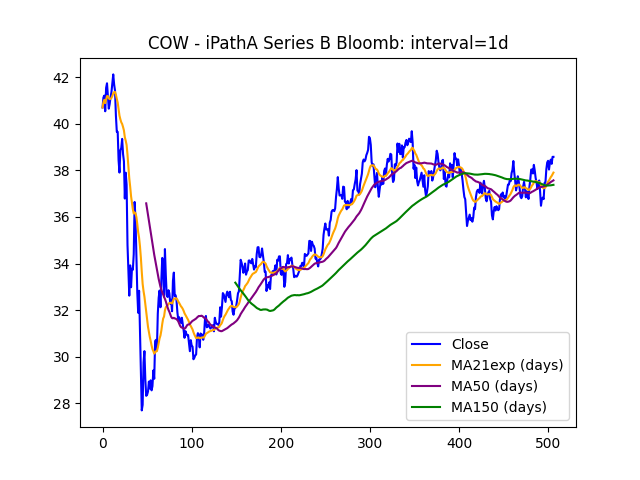 COW - iPathA Series B Bloomb: interval=1d
42
40
38
36
34
32
30
28
Close
MA21exp (days)
MA50 (days)
MA150 (days)
0 100 200 300 400 500